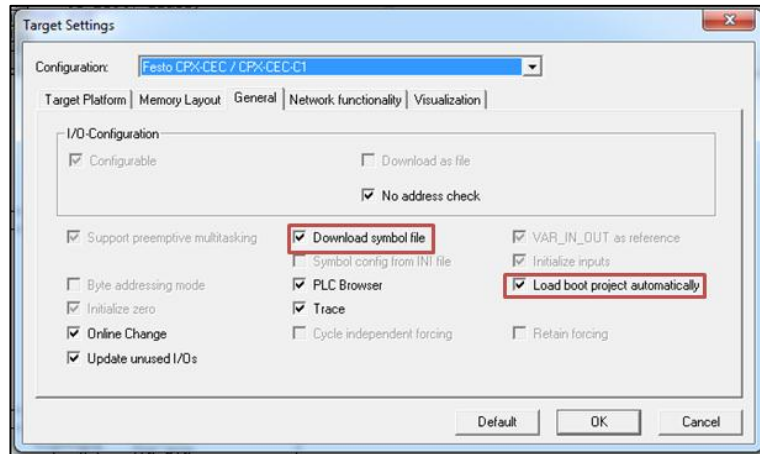 Target Settings
Configuration: Festo CPX-CEC / CPX-CEC-C1
Target Platform Memory Layout General Network functionality Visualization
I/O-Configuration
Configurable Download as file
No address check
Support preemptive multitasking Download symbol file VAR_IN_OUT as reference
Symbol config from INI file Initialize inputs
Byte addressing mode PLC Browser Load boot project automatically
Initialize zero Trace
Online Change Cycle independent forcing Retain forcing
Update unused I/Os
Default OK Cancel